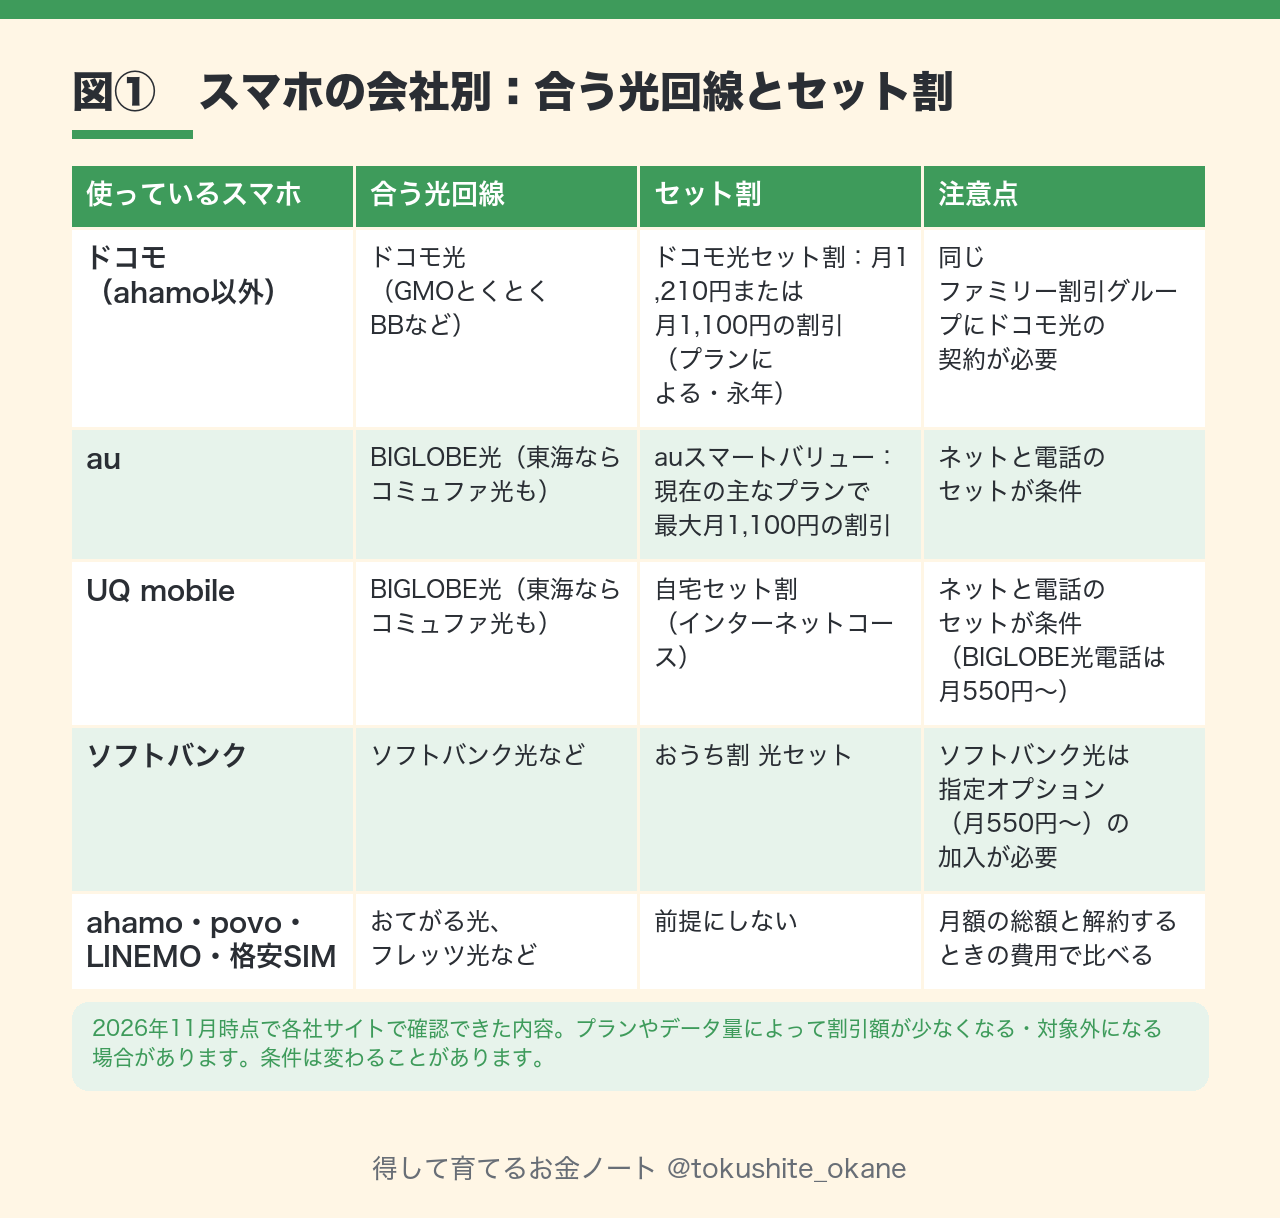 図①　スマホの会社別：合う光回線とセット割
使っているスマホ
合う光回線
セット割
注意点
ドコモ
（ahamo以外）
ドコモ光
（GMOとくとく
BBなど）
ドコモ光セット割：月1
,210円または
月1,100円の割引
（プランに
よる・永年）
同じ
ファミリー割引グルー
プにドコモ光の
契約が必要
au
BIGLOBE光（東海なら
コミュファ光も）
auスマートバリュー：
現在の主なプランで
最大月1,100円の割引
ネットと電話の
セットが条件
UQ mobile
BIGLOBE光（東海なら
コミュファ光も）
自宅セット割
（インターネットコー
ス）
ネットと電話の
セットが条件
（BIGLOBE光電話は
月550円〜）
ソフトバンク
ソフトバンク光など
おうち割 光セット
ソフトバンク光は
指定オプション
（月550円〜）の
加入が必要
ahamo・povo・
LINEMO・格安SIM
おてがる光、
フレッツ光など
前提にしない
月額の総額と解約する
ときの費用で比べる
2026年11月時点で各社サイトで確認できた内容。プランやデータ量によって割引額が少なくなる・対象外になる
場合があります。条件は変わることがあります。
得して育てるお金ノート @tokushite_okane